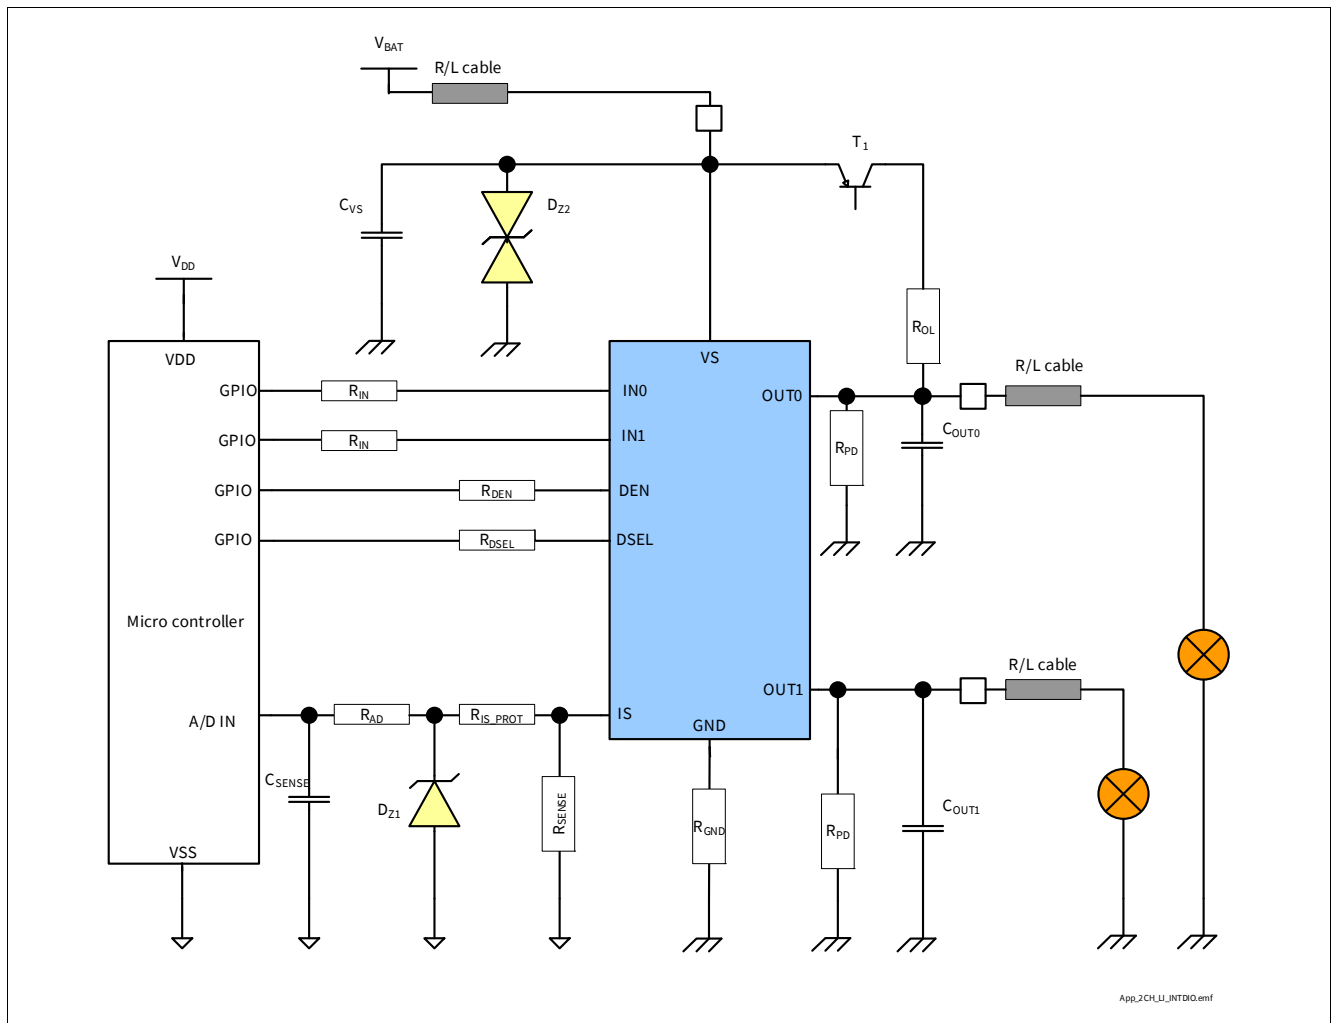 VBAT
R/L cable
T1
CVS
DZ2
VDD
ROL
VDD
VS
R/L cable
GPIO
RIN
IN0
OUT0
GPIO
RIN
IN1
RPD
COUT0
GPIO
RDEN
DEN
GPIO
RDSEL
DSEL
Micro controller
R/L cable
OUT1
A/D IN
RAD
RIS_PROT
IS
GND
CSENSE
DZ1
RSENSE
RGND
RPD
COUT1
VSS
App_2CH_LI_INTDIO.emf